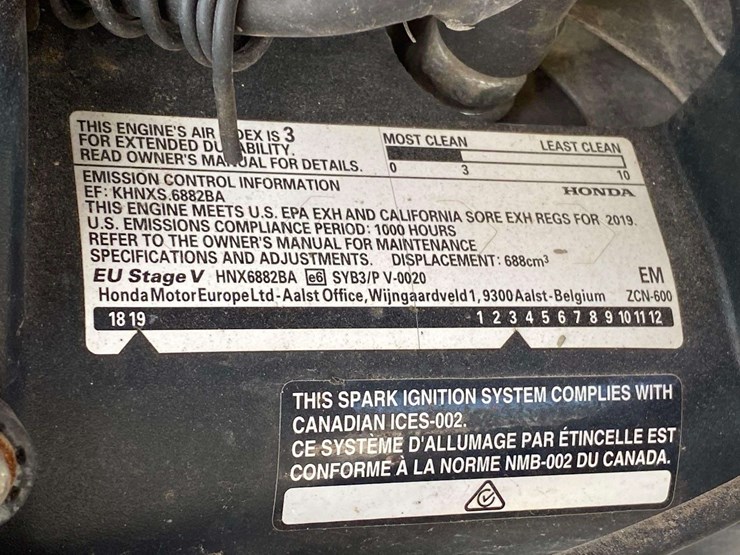 THIS ENGINE'S AIR DEX IS 3
FOR EXTENDED DU ABILITY.
READ OWNER'S MANUAL FOR DETAILS.
MOST CLEAN LEAST CLEAN
0 3 10
EMISSION CONTROL INFORMATION
HONDA
EF: KHNXS.6882BA
THIS ENGINE MEETS U.S. EPA EXH AND CALIFORNIA SORE EXH REGS FOR 2019.
U.S. EMISSIONS COMPLIANCE PERIOD: 1000 HOURS
REFER TO THE OWNER'S MANUAL FOR MAINTENANCE
SPECIFICATIONS AND ADJUSTMENTS. DISPLACEMENT: 688cm³
EU Stage V HNX6882BA e6 SYB3/P V-0020 EM
Honda Motor Europe Ltd - Aalst Office, Wijngaardveld 1, 9300 Aalst - Belgium ZCN-600
18 19 1 2 3 4 5 6 7 8 9 10 11 12
THIS SPARK IGNITION SYSTEM COMPLIES WITH
CANADIAN ICES-002.
CE SYSTÈME D'ALLUMAGE PAR ÉTINCELLE EST
CONFORME À LA NORME NMB-002 DU CANADA.